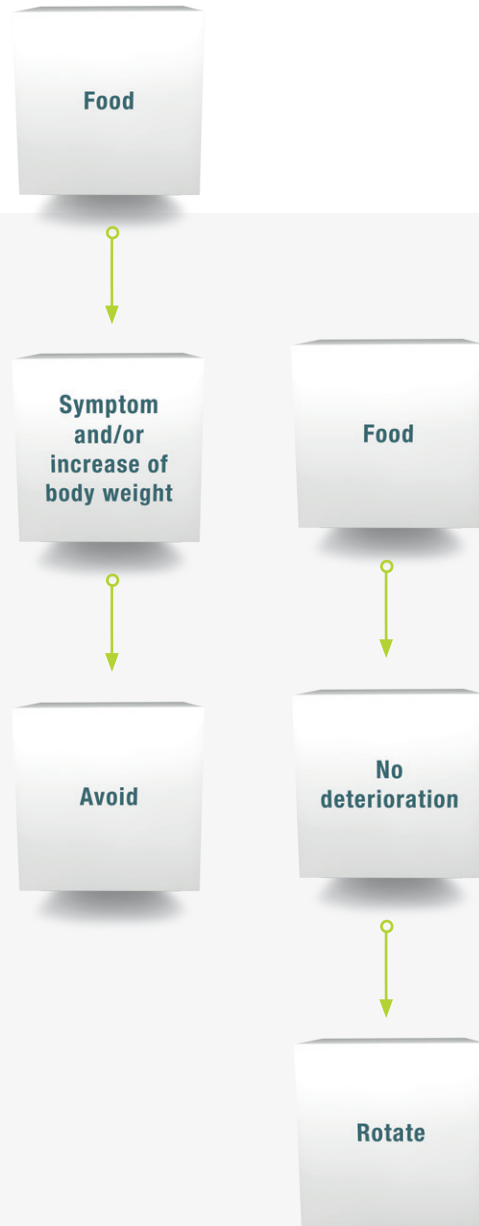 Food
Symptom
and/or
increase of
body weight
Avoid
Food
No
deterioration
Rotate